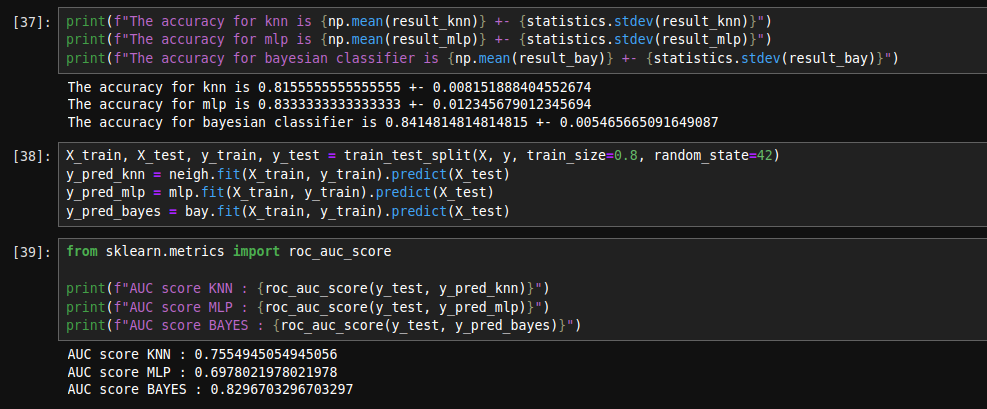 [37]: print(f"The accuracy for knn is {np.mean(result_knn)} +- {statistics.stdev(result_knn)}")
print(f"The accuracy for mlp is {np.mean(result_mlp)} +- {statistics.stdev(result_mlp)}")
print(f"The accuracy for bayesian classifier is {np.mean(result_bay)} +- {statistics.stdev(result_bay)}")
The accuracy for knn is 0.8155555555555555 +- 0.008151888404552674
The accuracy for mlp is 0.8333333333333333 +- 0.012345679012345694
The accuracy for bayesian classifier is 0.8414814814814815 +- 0.005465665091649087
[38]: X_train, X_test, y_train, y_test = train_test_split(X, y, train_size=0.8, random_state=42)
y_pred_knn = neigh.fit(X_train, y_train).predict(X_test)
y_pred_mlp = mlp.fit(X_train, y_train).predict(X_test)
y_pred_bayes = bay.fit(X_train, y_train).predict(X_test)
[39]: from sklearn.metrics import roc_auc_score
print(f"AUC score KNN : {roc_auc_score(y_test, y_pred_knn)}")
print(f"AUC score MLP : {roc_auc_score(y_test, y_pred_mlp)}")
print(f"AUC score BAYES : {roc_auc_score(y_test, y_pred_bayes)}")
AUC score KNN : 0.7554945054945056
AUC score MLP : 0.6978021978021978
AUC score BAYES : 0.8296703296703297